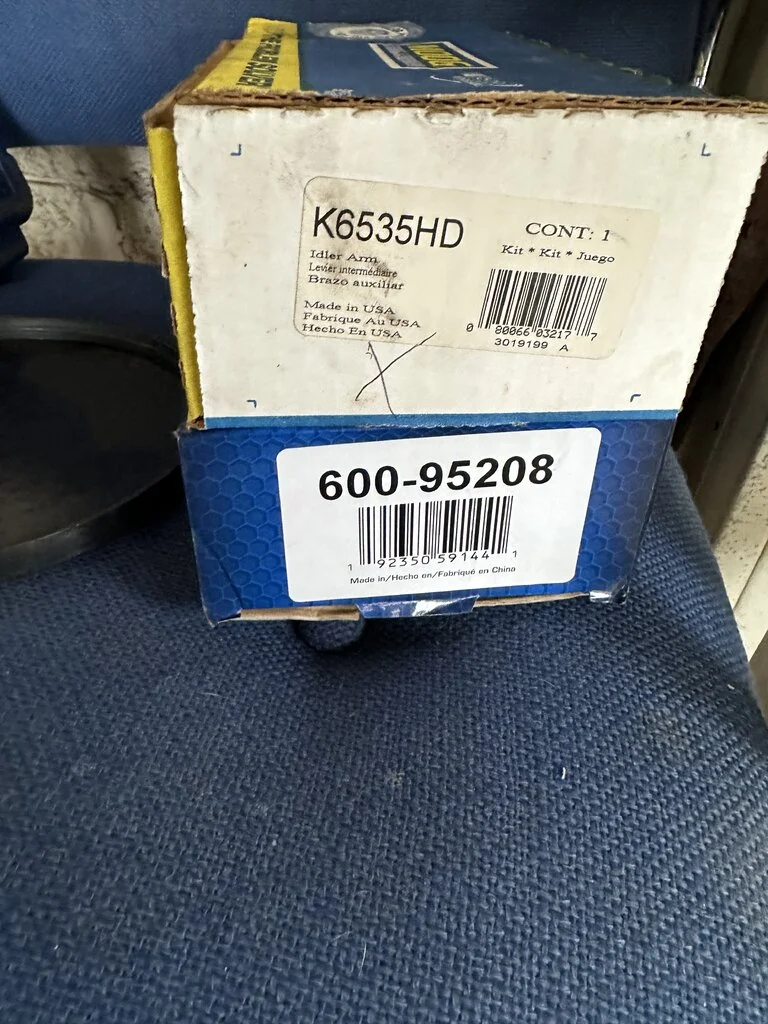 K6535HD
CONT: 1
Kit * Kit * Juego
Idler Arm
Levier intermédiaire
Brazo auxiliar
Made in USA
Fabrique Au USA
Hecho En USA
0 80066 03217 7
3019199 A
600-95208
1 92350 59144 1
Made in/Hecho en/Fabriqué en China